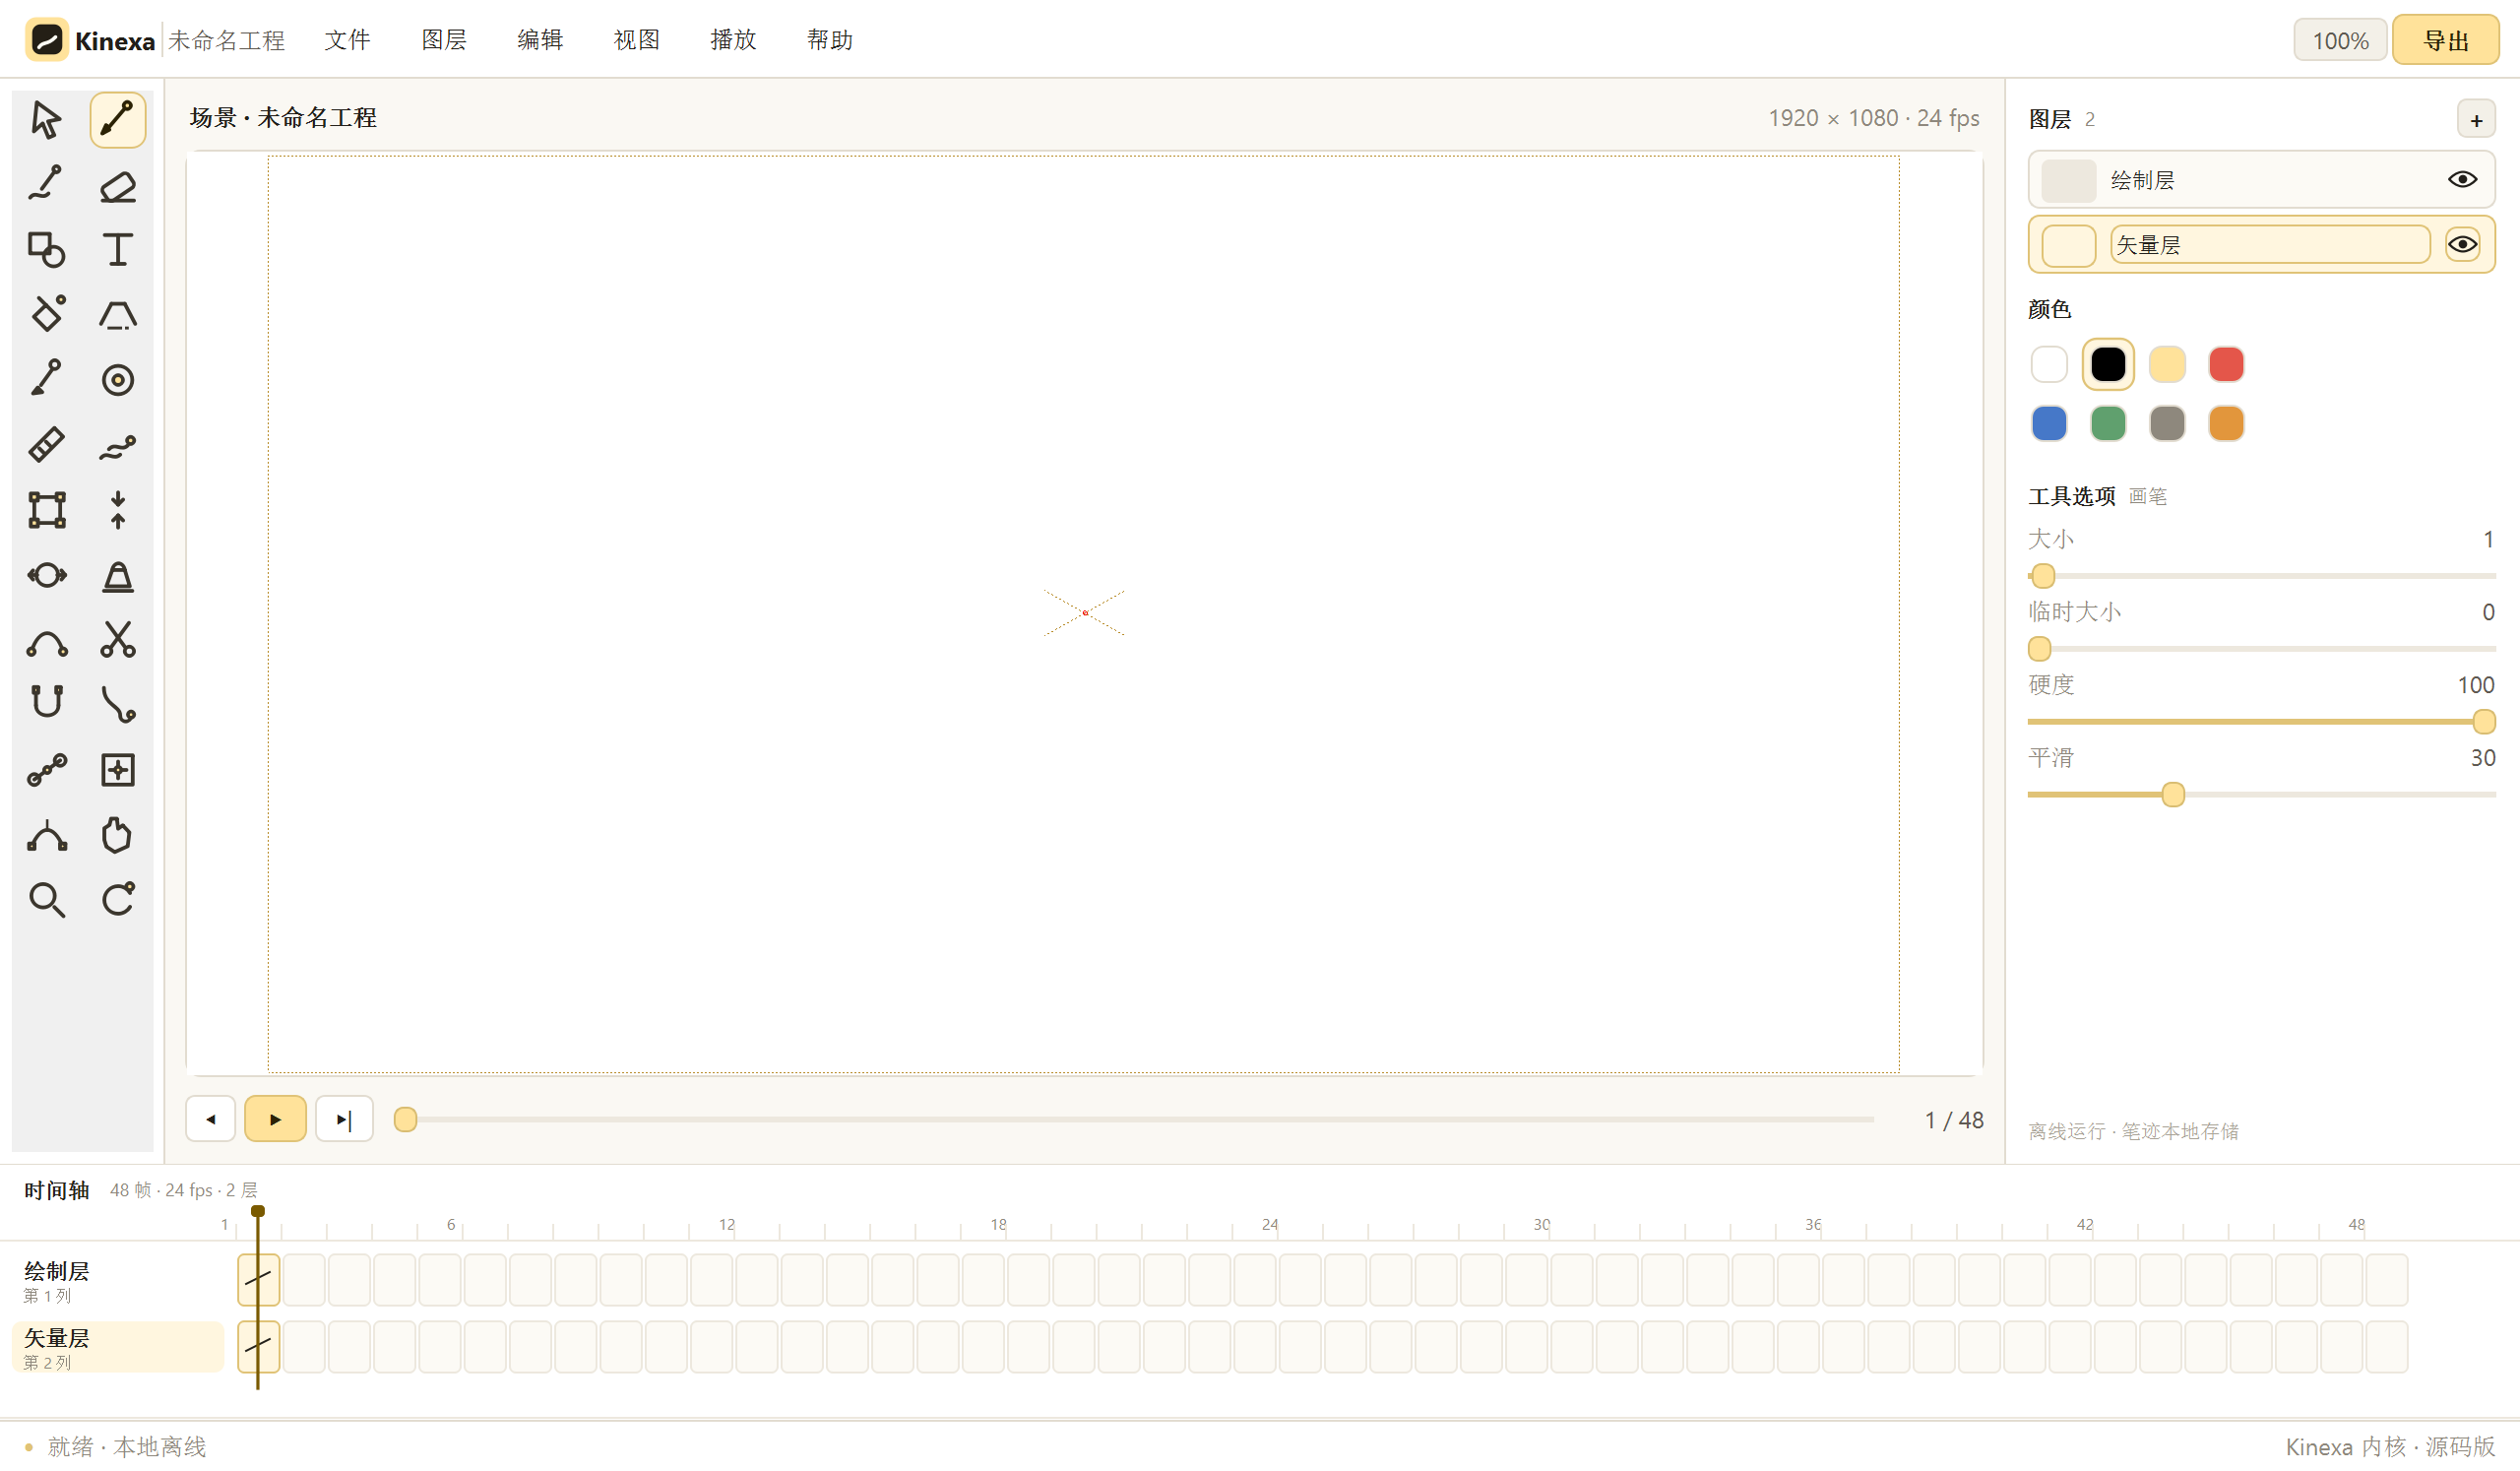 Kinexa 未命名工程 文件 图层 编辑 视图 播放 帮助 100% 导出
场景 · 未命名工程 1920 × 1080 · 24 fps
图层 2 +
绘制层
矢量层
颜色
工具选项 画笔
大小 1
临时大小 0
硬度 100
平滑 30
1 / 48
离线运行 · 笔迹本地存储
时间轴 48 帧 · 24 fps · 2 层
1 6 12 18 24 30 36 42 48
绘制层
第 1 列
矢量层
第 2 列
就绪 · 本地离线 Kinexa 内核 · 源码版